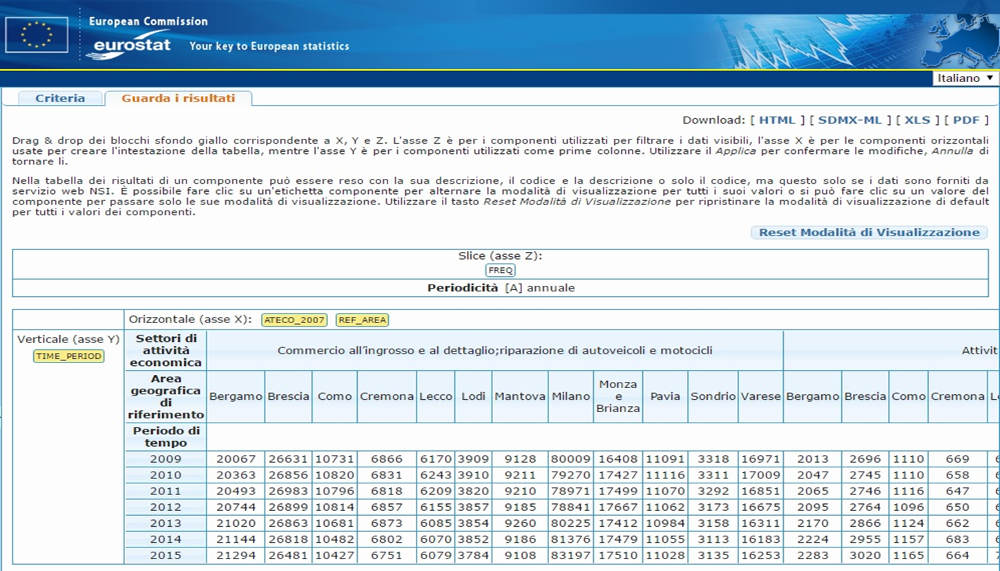 European Commission
eurostat Your key to European statistics
Italiano
Criteria Guarda i risultati
Download: [ HTML ] [ SDMX-ML ] [ XLS ] [ PDF ]
Drag & drop dei blocchi sfondo giallo corrispondente a X, Y e Z. L'asse Z è per i componenti utilizzati per filtrare i dati visibili, l'asse X è per le componenti orizzontali
usate per creare l'intestazione della tabella, mentre l'asse Y è per i componenti utilizzati come prime colonne. Utilizzare il Applica per confermare le modifiche, Annulla di
tornare li.
Nella tabella dei risultati di un componente può essere reso con la sua descrizione, il codice e la descrizione o solo il codice, ma questo solo se i dati sono forniti da
servizio web NSI. È possibile fare clic su un'etichetta componente per alternare la modalità di visualizzazione per tutti i suoi valori o si può fare clic su un valore del
componente per passare solo le sue modalità di visualizzazione. Utilizzare il tasto Reset Modalità di Visualizzazione per ripristinare la modalità di visualizzazione di default
per tutti i valori dei componenti.
Reset Modalità di Visualizzazione
Slice (asse Z):
FREQ
Periodicità [A] annuale
Orizzontale (asse X): ATECO_2007 REF_AREA
Verticale (asse Y)
TIME_PERIOD
Settori di
attività
economica
Commercio all'ingrosso e al dettaglio;riparazione di autoveicoli e motocicli Attivit
Area
geografica
di
riferimento
Bergamo Brescia Como Cremona Lecco Lodi Mantova Milano Monza
e
Brianza
Pavia Sondrio Varese Bergamo Brescia Como Cremona
Periodo di
tempo
2009 20067 26631 10731 6866 6170 3909 9128 80009 16408 11091 3318 16971 2013 2696 1110 669
2010 20363 26856 10820 6831 6243 3910 9211 79270 17427 11116 3311 17009 2047 2745 1110 658
2011 20493 26983 10796 6818 6209 3820 9210 78971 17499 11070 3292 16851 2065 2746 1116 647
2012 20744 26899 10814 6857 6155 3857 9185 78841 17667 11062 3173 16675 2095 2764 1096 650
2013 21020 26863 10681 6873 6085 3854 9260 80225 17412 10984 3158 16311 2170 2866 1124 662
2014 21144 26818 10482 6802 6070 3852 9186 81376 17479 11055 3113 16183 2224 2955 1157 683
2015 21294 26481 10427 6751 6079 3784 9108 83197 17510 11028 3135 16253 2283 3020 1165 664